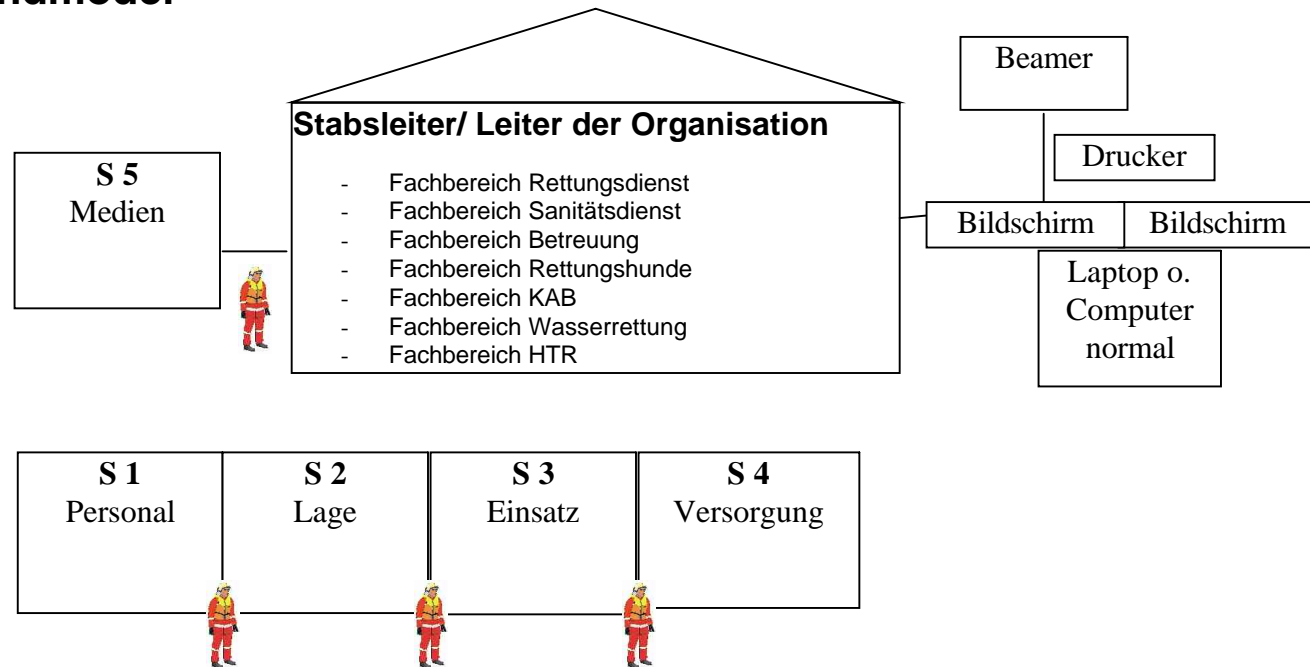 Stabsleiter/ Leiter der Organisation
- Fachbereich Rettungsdienst
- Fachbereich Sanitätsdienst
- Fachbereich Betreuung
- Fachbereich Rettungshunde
- Fachbereich KAB
- Fachbereich Wasserrettung
- Fachbereich HTR
S 5
Medien
Beamer
Drucker
Bildschirm
Bildschirm
Laptop o.
Computer
normal
S 1
Personal
S 2
Lage
S 3
Einsatz
S 4
Versorgung